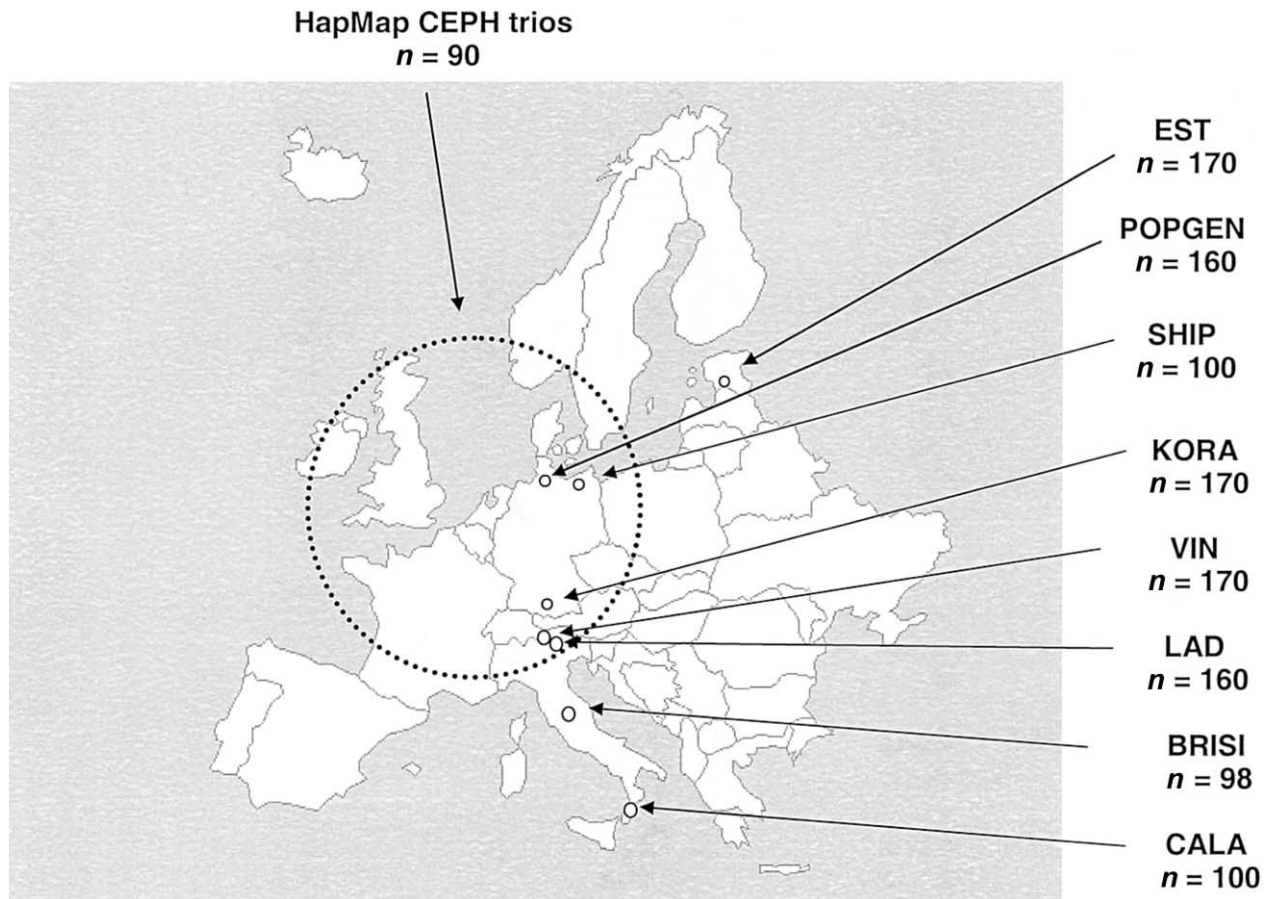 HapMap CEPH trios
n = 90
EST
n = 170
POPGEN
n = 160
SHIP
n = 100
KORA
n = 170
VIN
n = 170
LAD
n = 160
BRISI
n = 98
CALA
n = 100